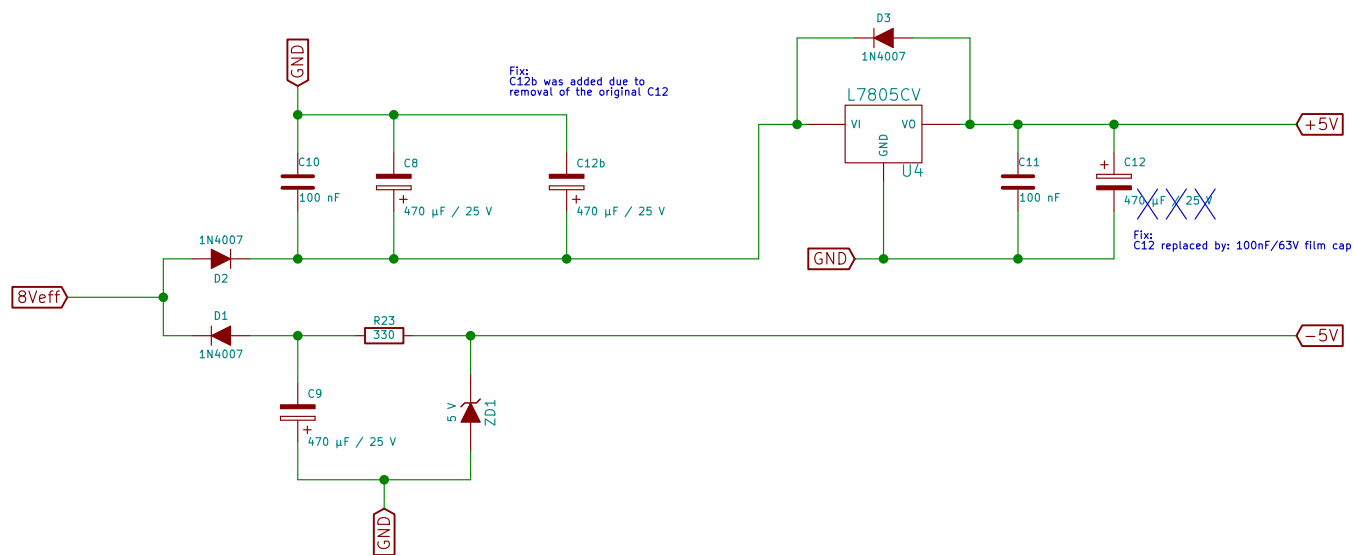 D3
1N4007
GND
Fix:
C12b was added due to
removal of the original C12
L7805CV
VI
VO
GND
U4
+5V
C10
100 nF
C8
+
470 µF / 25 V
C12b
+
470 µF / 25 V
C11
100 nF
+
C12
470 µF / 25 V
Fix:
C12 replaced by: 100nF/63V film cap
GND
1N4007
D2
8Veff
D1
1N4007
R23
330
-5V
C9
+
470 µF / 25 V
5 V
ZD1
GND